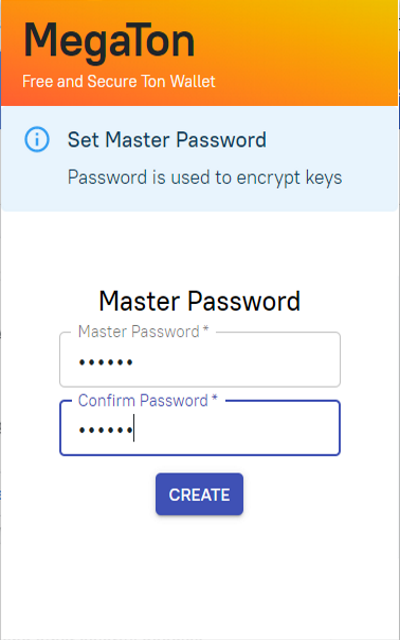 MegaTon
Free and Secure Ton Wallet
Set Master Password
Password is used to encrypt keys
Master Password
Master Password *
••••••
Confirm Password *
••••••
CREATE